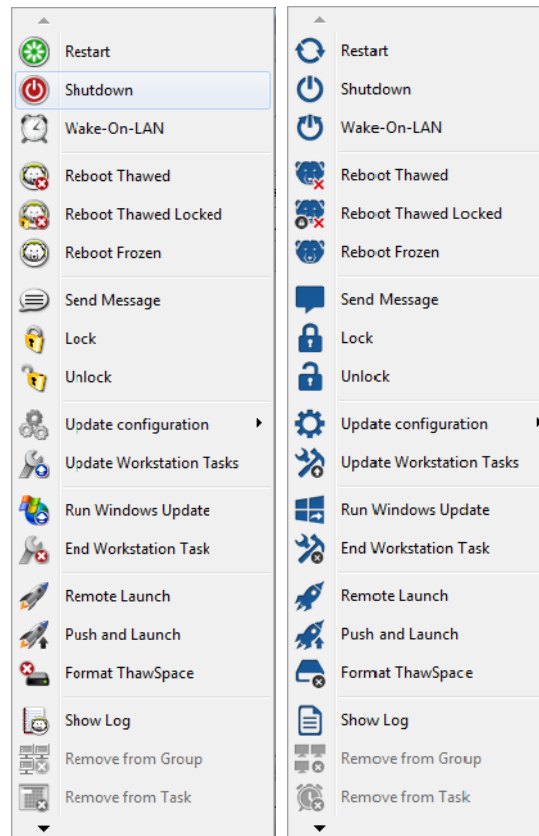 Restart
Shutdown
Wake-On-LAN
Reboot Thawed
Reboot Thawed Locked
Reboot Frozen
Send Message
Lock
Unlock
Update configuration
Update Workstation Tasks
Run Windows Update
End Workstation Task
Remote Launch
Push and Launch
Format ThawSpace
Show Log
Remove from Group
Remove from Task
Restart
Shutdown
Wake-On-LAN
Reboot Thawed
Reboot Thawed Locked
Reboot Frozen
Send Message
Lock
Unlock
Update configuration
Update Workstation Tasks
Run Windows Update
End Workstation Task
Remote Launch
Push and Launch
Format ThawSpace
Show Log
Remove from Group
Remove from Task